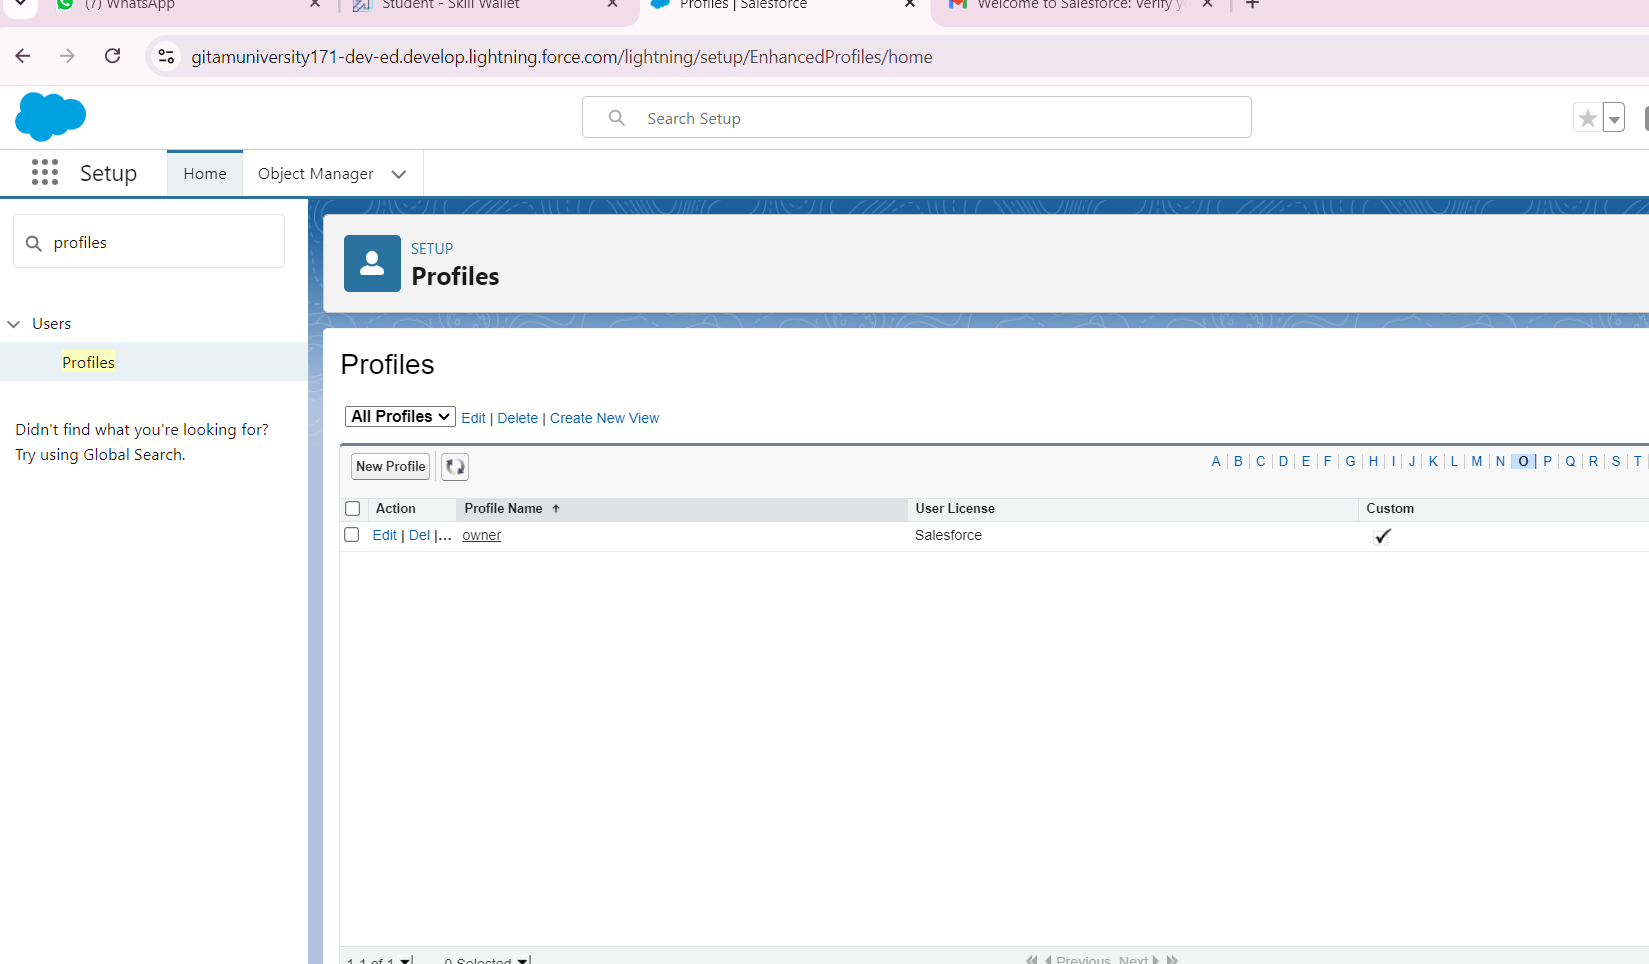 (7) WhatsApp
Student - Skill Wallet
Profiles | Salesforce
Welcome to Salesforce: Verify y
gitamuniversity171-dev-ed.develop.lightning.force.com/lightning/setup/EnhancedProfiles/home
Search Setup
Setup
Home
Object Manager
profiles
Users
Profiles
Didn't find what you're looking for?
Try using Global Search.
SETUP
Profiles
Profiles
All Profiles Edit | Delete | Create New View
New Profile
A | B | C | D | E | F | G | H | I | J | K | L | M | N | O | P | Q | R | S | T
Action Profile Name User License Custom
Edit | Del |... owner Salesforce
1-1 of 1 0 Selected Previous Next